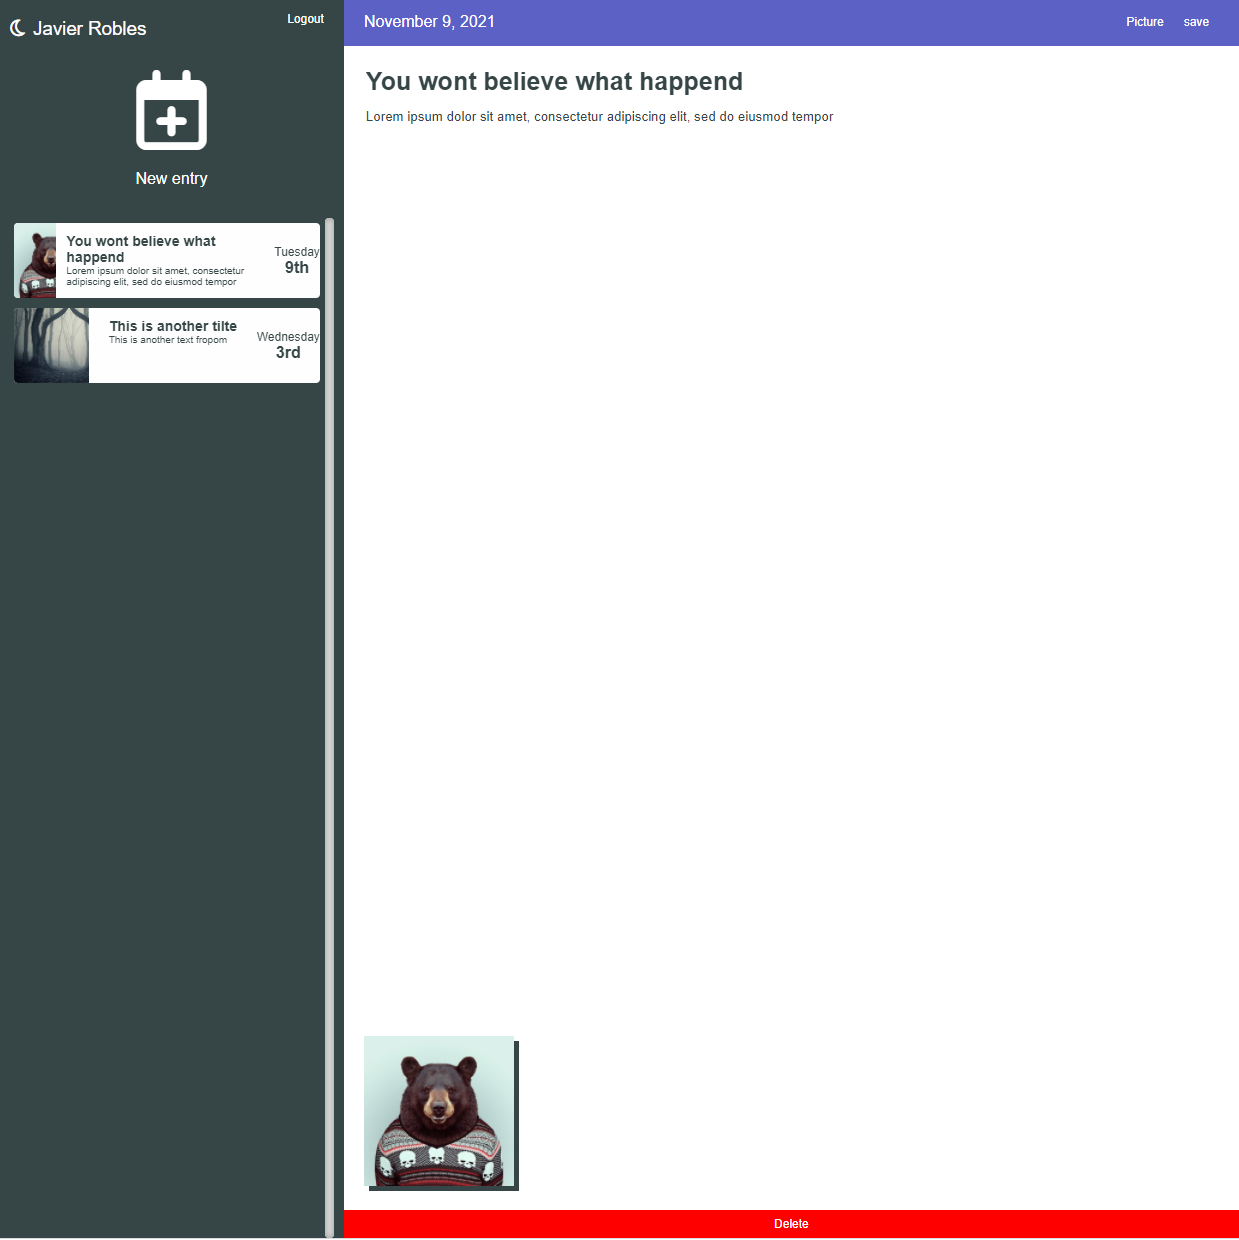 Javier Robles
Logout
New entry
You wont believe what
happend
Lorem ipsum dolor sit amet, consectetur
adipiscing elit, sed do eiusmod tempor
Tuesday
9th
This is another tilte
This is another text fropom
Wednesday
3rd
November 9, 2021
Picture
save
You wont believe what happend
Lorem ipsum dolor sit amet, consectetur adipiscing elit, sed do eiusmod tempor
Delete